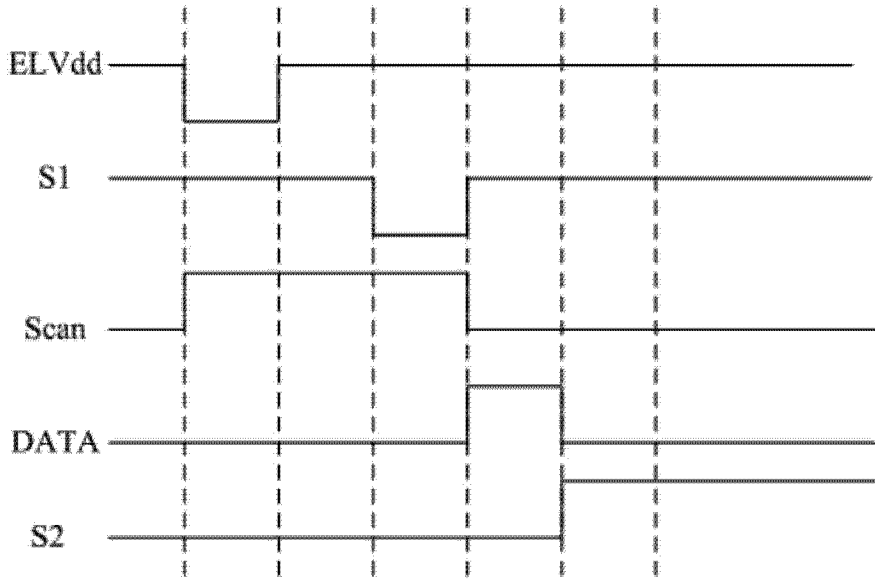 ELVdd
S1
Scan
DATA
S2